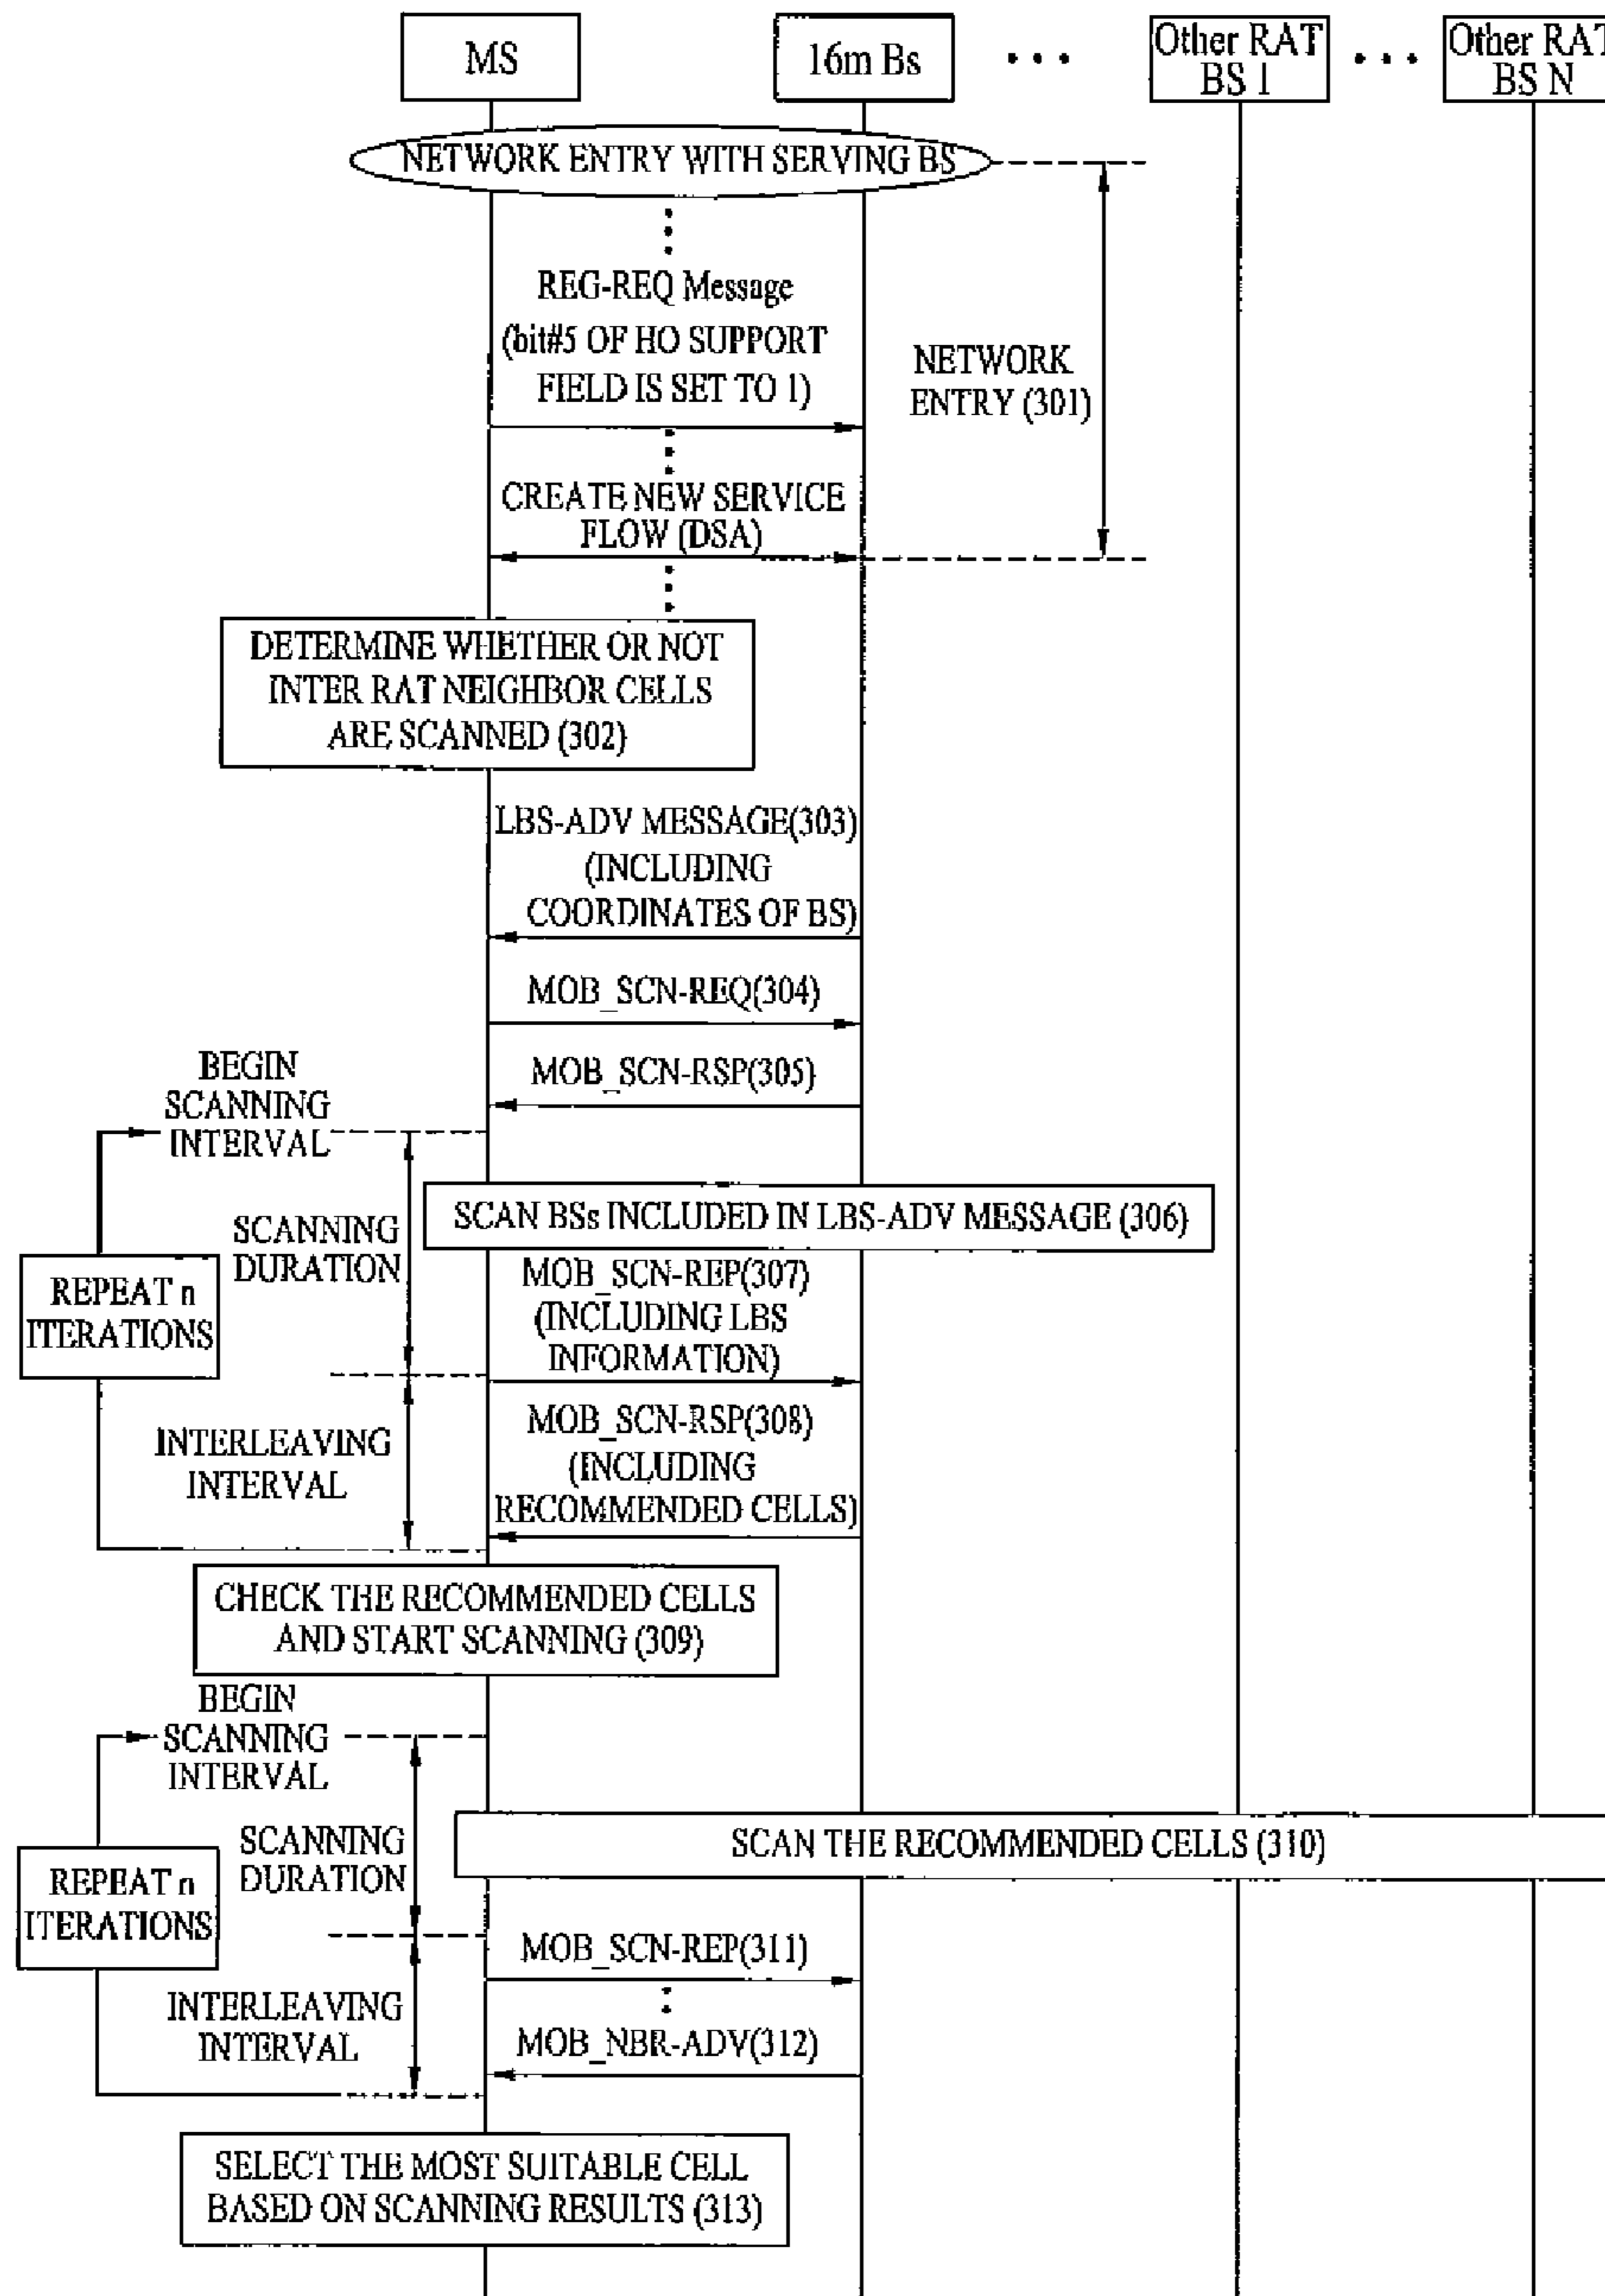 MS
16m Bs
Other RAT
BS 1
Other RAT
BS N
NETWORK ENTRY WITH SERVING BS
REG-REQ Message
(bit#5 OF HO SUPPORT
FIELD IS SET TO 1)
NETWORK
ENTRY (301)
CREATE NEW SERVICE
FLOW (DSA)
DETERMINE WHETHER OR NOT
INTER RAT NEIGHBOR CELLS
ARE SCANNED (302)
LBS-ADV MESSAGE(303)
(INCLUDING
COORDINATES OF BS)
MOB_SCN-REQ(304)
MOB_SCN-RSP(305)
BEGIN
SCANNING
INTERVAL
SCAN BSs INCLUDED IN LBS-ADV MESSAGE (306)
SCANNING
DURATION
REPEAT n
ITERATIONS
MOB_SCN-REP(307)
(INCLUDING LBS
INFORMATION)
INTERLEAVING
INTERVAL
MOB_SCN-RSP(308)
(INCLUDING
RECOMMENDED CELLS)
CHECK THE RECOMMENDED CELLS
AND START SCANNING (309)
BEGIN
SCANNING
INTERVAL
SCANNING
DURATION
SCAN THE RECOMMENDED CELLS (310)
REPEAT n
ITERATIONS
MOB_SCN-REP(311)
INTERLEAVING
INTERVAL
MOB_NBR-ADV(312)
SELECT THE MOST SUITABLE CELL
BASED ON SCANNING RESULTS (313)